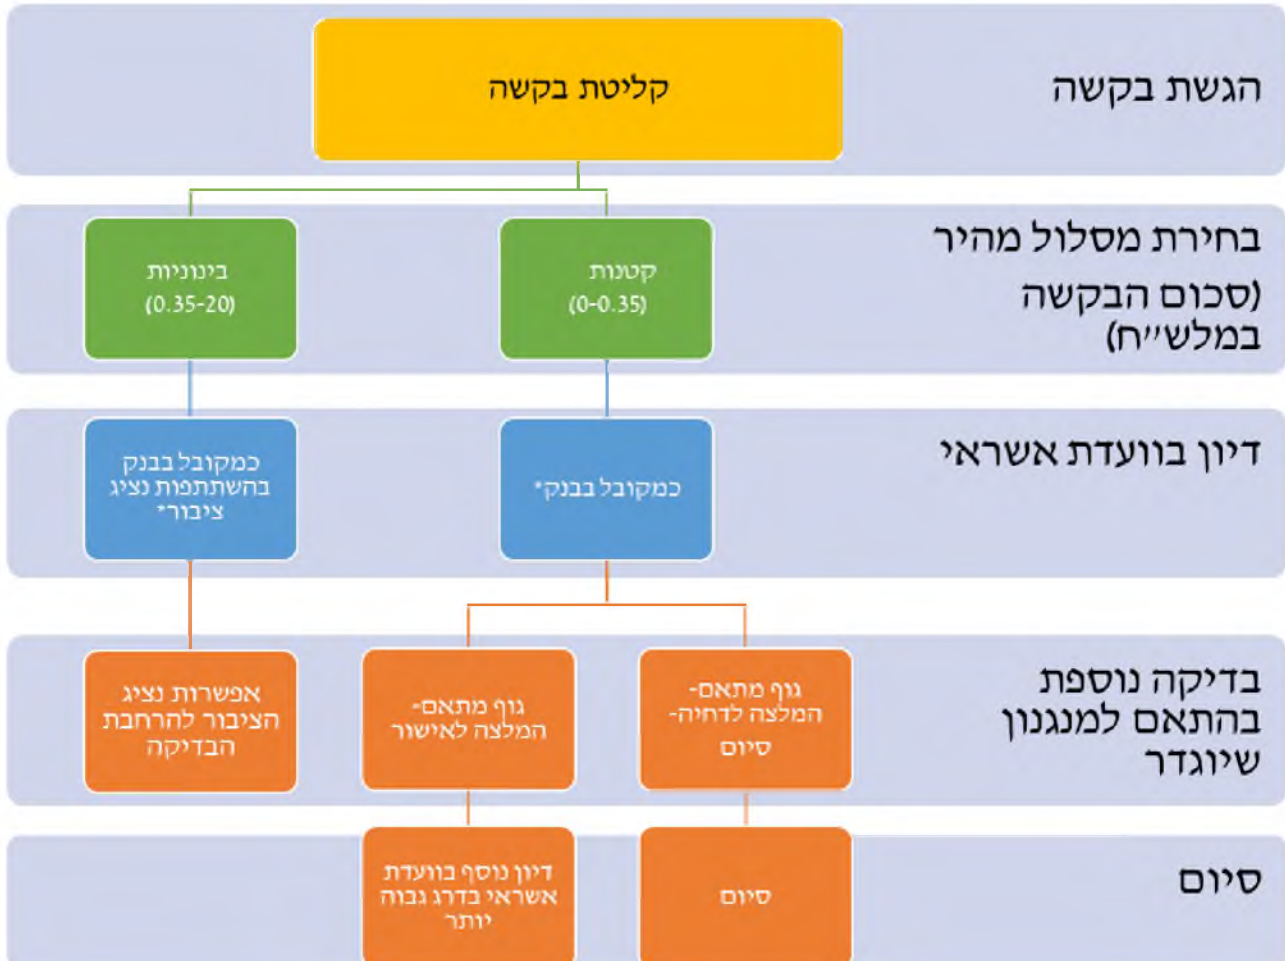 הגשת בקשה
קליטת בקשה
בחירת מסלול מהיר
(סכום הבקשה
במלש״ח)
קטנות
(0-0.35)
בינוניות
(0.35-20)
דיון בוועדת אשראי
כמקובל בבנק*
כמקובל בבנק
בהשתתפות נציג
ציבור*
בדיקה נוספת
בהתאם למנגנון
שיוגדר
גוף מתאם-
המלצה לדחיה-
סיום
גוף מתאם-
המלצה לאישור
אפשרות נציג
הציבור להרחבת
הבדיקה
סיום
סיום
דיון נוסף בוועדת
אשראי בדרג גבוה
יותר